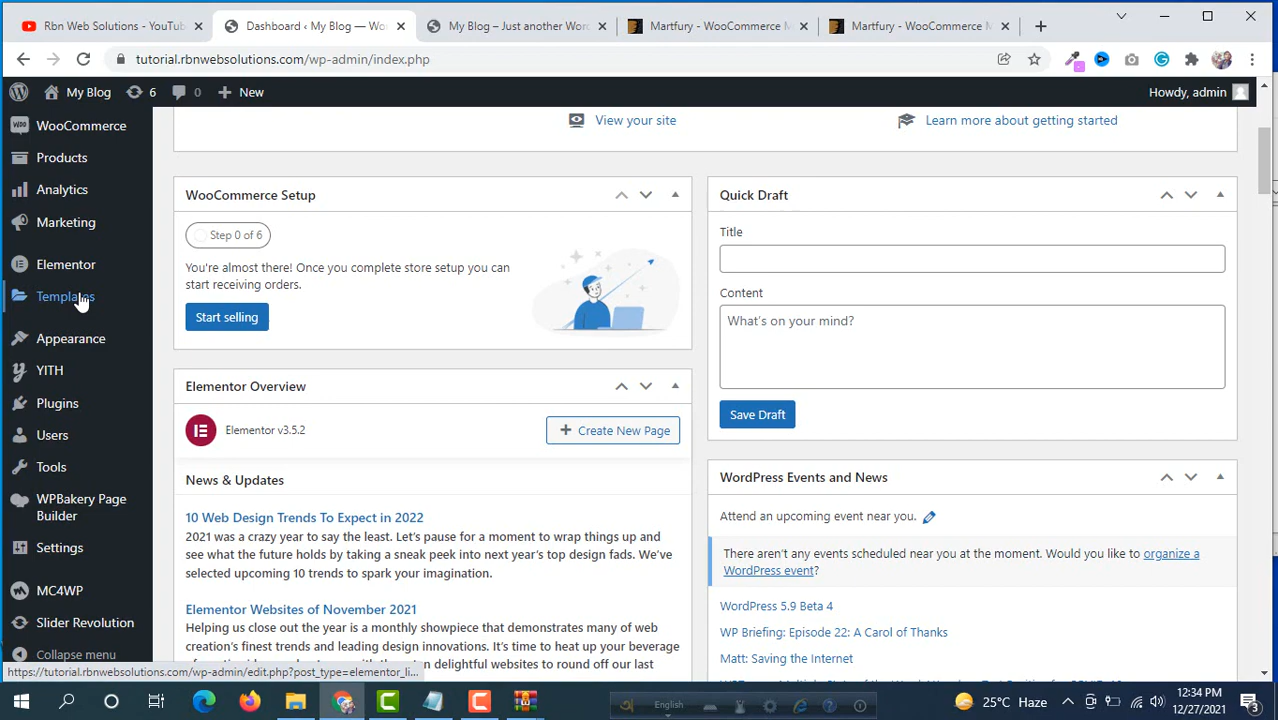 Rbn Web Solutions - YouTub
Dashboard ‹ My Blog — Wo
My Blog – Just another Wor
Martfury - WooCommerce M
Martfury - WooCommerce M
tutorial.rbnwebsolutions.com/wp-admin/index.php
My Blog
6
0
New
Howdy, admin
WooCommerce
Products
Analytics
Marketing
Elementor
Templates
Appearance
YITH
Plugins
Users
Tools
WPBakery Page
Builder
Settings
MC4WP
Slider Revolution
Collapse menu
View your site
Learn more about getting started
WooCommerce Setup
Step 0 of 6
You're almost there! Once you complete store setup you can
start receiving orders.
Start selling
Elementor Overview
Elementor v3.5.2
Create New Page
News & Updates
10 Web Design Trends To Expect in 2022
2021 was a crazy year to say the least. Let's pause for a moment to wrap things up and
see what the future holds by taking a sneak peek into next year's top design fads. We've
selected upcoming 10 trends to spark your imagination.
Elementor Websites of November 2021
Helping us close out the year is a monthly showpiece that demonstrates many of web
creation's finest trends and leading design innovations. It's time to hear up our
delightful websites to round off our last
Quick Draft
Title
Content
What's on your mind?
Save Draft
WordPress Events and News
Attend an upcoming event near you.
There aren't any events scheduled near you at the moment. Would you like to organize a
WordPress event?
WordPress 5.9 Beta 4
WP Briefing: Episode 22: A Carol of Thanks
Matt: Saving the Internet
https://tutorial.rbnwebsolutions.com/wp-admin/edit.php?post_type=elementor_li...
English
25°C Haze
12:34 PM
12/27/2021
3